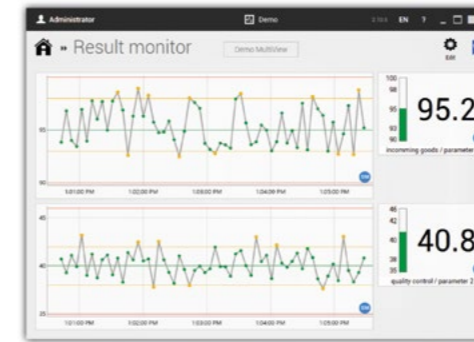 Administrator
Demo
EN ?
» Result monitor
Demo MultiView
Edit
95
90
1:01:00 PM 1:02:00 PM 1:03:00 PM 1:04:00 PM 1:05:00 PM
100
98
95
93
90
95.2
incomming goods / parameter
45
40
35
1:01:00 PM 1:02:00 PM 1:03:00 PM 1:04:00 PM 1:05:00 PM
45
42
40
38
35
40.8
quality control / parameter 2